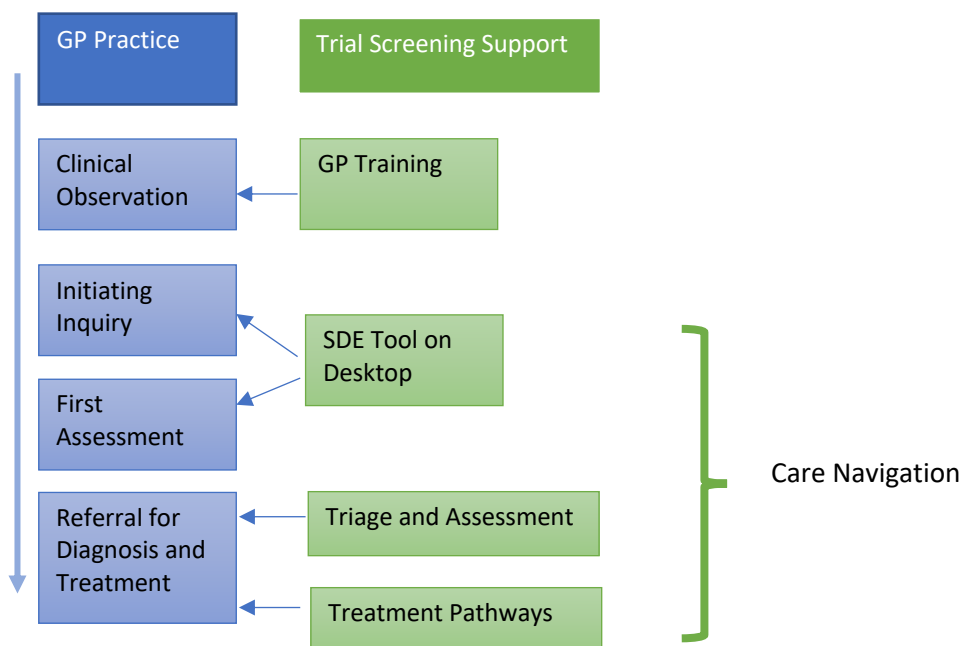 GP Practice
Trial Screening Support
Clinical
Observation
GP Training
Initiating
Inquiry
SDE Tool on
Desktop
First
Assessment
Care Navigation
Referral for
Diagnosis and
Treatment
Triage and Assessment
Treatment Pathways